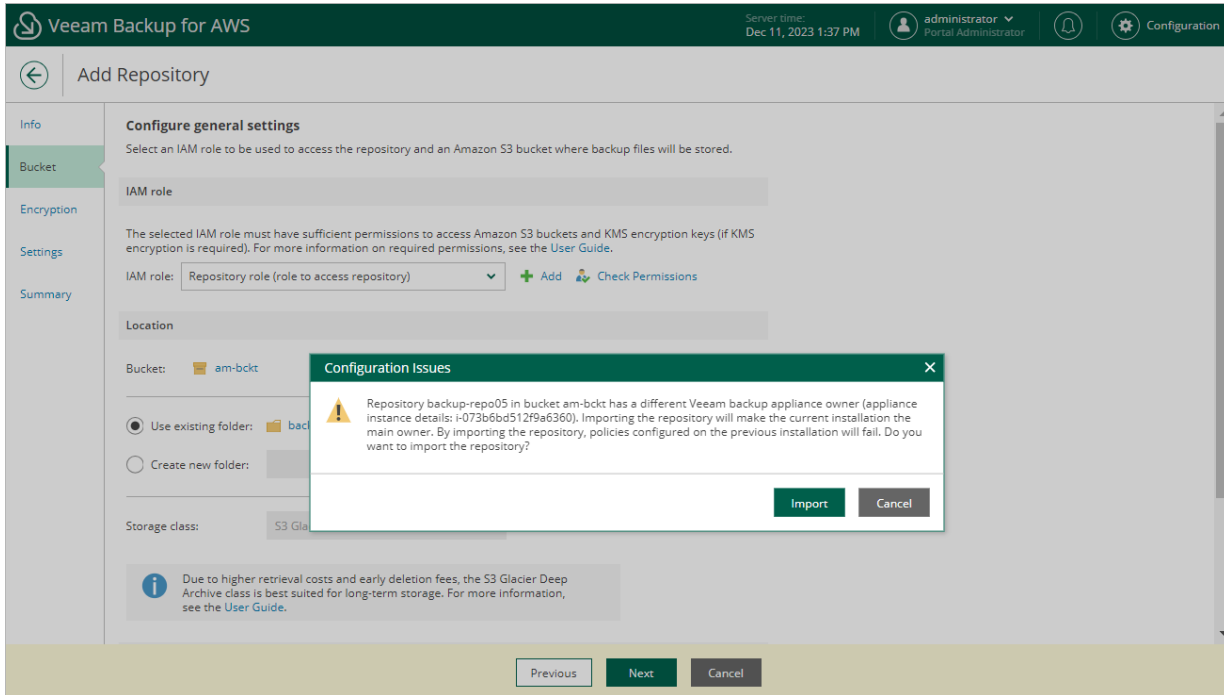 Veeam Backup for AWS
Server time:
Dec 11, 2023 1:37 PM
administrator
Portal Administrator
Configuration
Add Repository
Info
Bucket
Encryption
Settings
Summary
Configure general settings
Select an IAM role to be used to access the repository and an Amazon S3 bucket where backup files will be stored.
IAM role
The selected IAM role must have sufficient permissions to access Amazon S3 buckets and KMS encryption keys (if KMS
encryption is required). For more information on required permissions, see the User Guide.
IAM role: Repository role (role to access repository) Add Check Permissions
Location
Bucket: am-bckt
Use existing folder: back
Create new folder:
Storage class: S3 Gla
Configuration Issues
Repository backup-repo05 in bucket am-bckt has a different Veeam backup appliance owner (appliance
instance details: i-073b6bd512f9a6360). Importing the repository will make the current installation the
main owner. By importing the repository, policies configured on the previous installation will fail. Do you
want to import the repository?
Import Cancel
Due to higher retrieval costs and early deletion fees, the S3 Glacier Deep
Archive class is best suited for long-term storage. For more information,
see the User Guide.
Previous Next Cancel